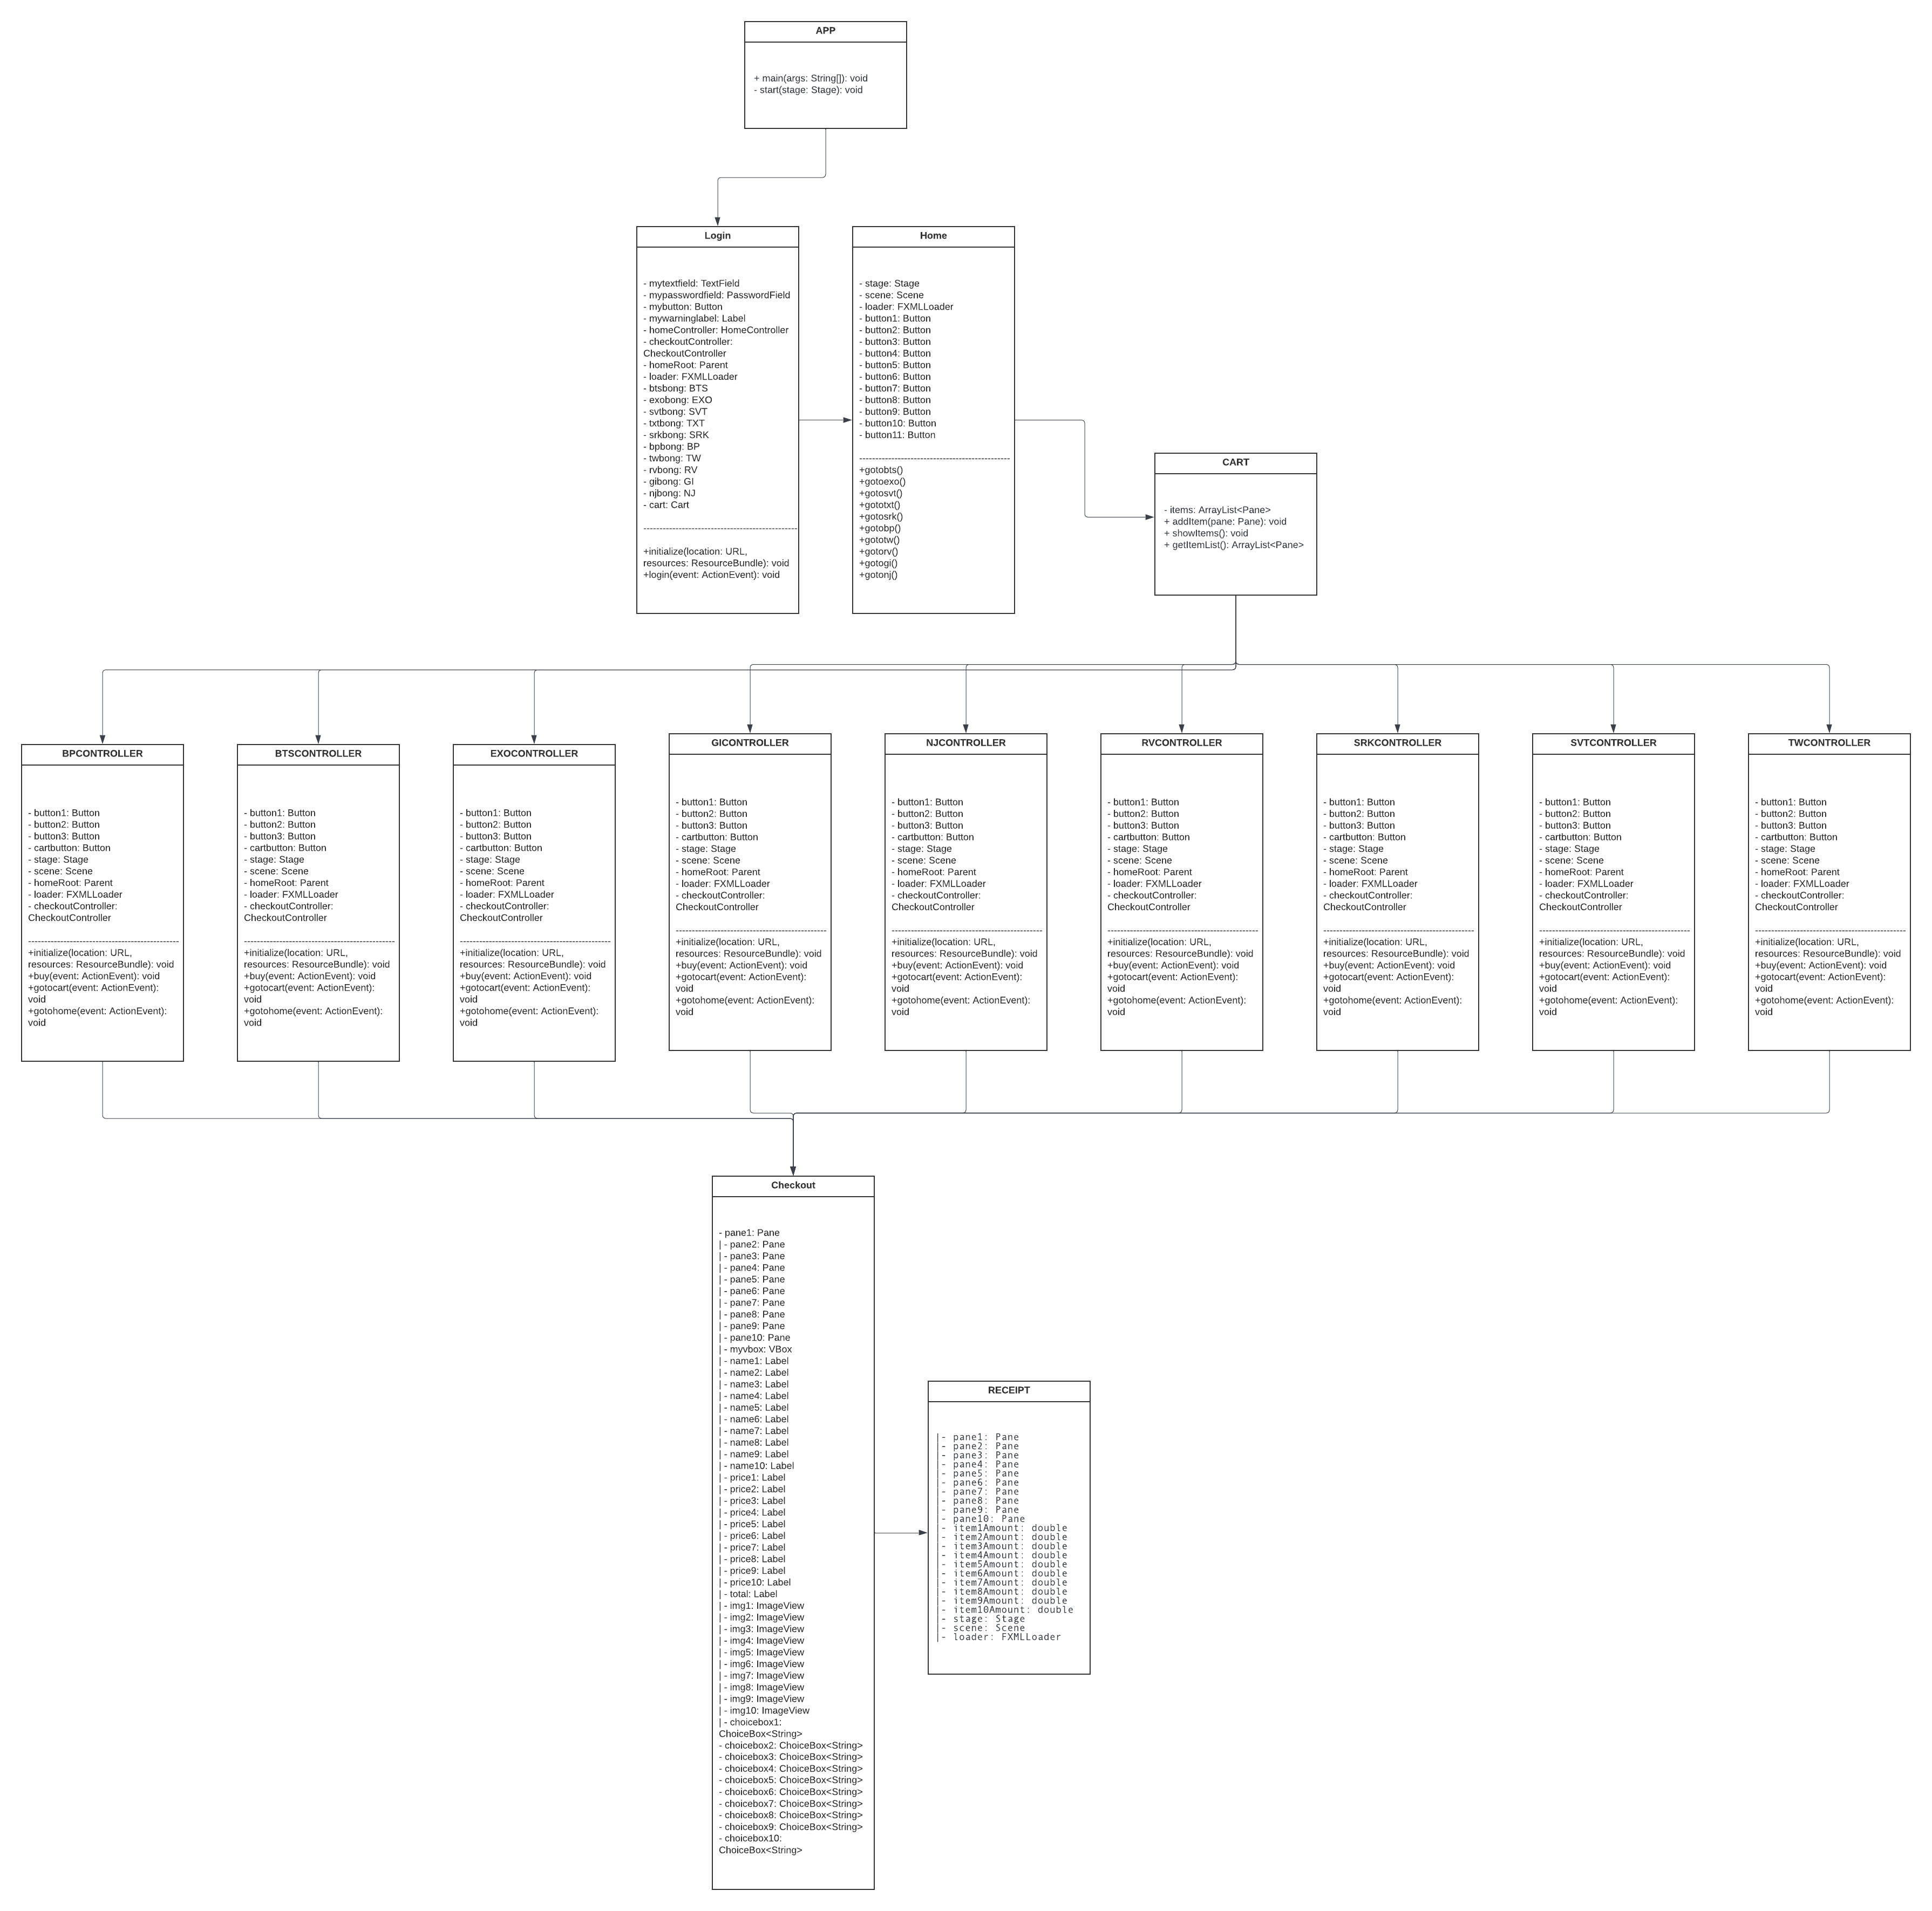 APP
+ main(args: String[]): void
- start(stage: Stage): void
Login
- mytextfield: TextField
- mypasswordfield: PasswordField
- mybutton: Button
- mywarninglabel: Label
- homeController: HomeController
- checkoutController:
CheckoutController
- homeRoot: Parent
- loader: FXMLLoader
- btsbong: BTS
- exobong: EXO
- svtbong: SVT
- txtbong: TXT
- srkbong: SRK
- bpbong: BP
- twbong: TW
- rvbong: RV
- gibong: GI
- njbong: NJ
- cart: Cart
------------------------------------------------
+initialize(location: URL,
resources: ResourceBundle): void
+login(event: ActionEvent): void
Home
- stage: Stage
- scene: Scene
- loader: FXMLLoader
- button1: Button
- button2: Button
- button3: Button
- button4: Button
- button5: Button
- button6: Button
- button7: Button
- button8: Button
- button9: Button
- button10: Button
- button11: Button
-----------------------------------------------
+gotobts()
+gotoexo()
+gotosvt()
+gototxt()
+gotosrk()
+gotobp()
+gototw()
+gotorv()
+gotogi()
+gotonj()
CART
- items: ArrayList<Pane>
+ addItem(pane: Pane): void
+ showItems(): void
+ getItemList(): ArrayList<Pane>
BPCONTROLLER
- button1: Button
- button2: Button
- button3: Button
- cartbutton: Button
- stage: Stage
- scene: Scene
- homeRoot: Parent
- loader: FXMLLoader
- checkoutController:
CheckoutController
-----------------------------------------------
+initialize(location: URL,
resources: ResourceBundle): void
+buy(event: ActionEvent): void
+gotocart(event: ActionEvent):
void
+gotohome(event: ActionEvent):
void
BTSCONTROLLER
- button1: Button
- button2: Button
- button3: Button
- cartbutton: Button
- stage: Stage
- scene: Scene
- homeRoot: Parent
- loader: FXMLLoader
- checkoutController:
CheckoutController
-----------------------------------------------
+initialize(location: URL,
resources: ResourceBundle): void
+buy(event: ActionEvent): void
+gotocart(event: ActionEvent):
void
+gotohome(event: ActionEvent):
void
EXOCONTROLLER
- button1: Button
- button2: Button
- button3: Button
- cartbutton: Button
- stage: Stage
- scene: Scene
- homeRoot: Parent
- loader: FXMLLoader
- checkoutController:
CheckoutController
-----------------------------------------------
+initialize(location: URL,
resources: ResourceBundle): void
+buy(event: ActionEvent): void
+gotocart(event: ActionEvent):
void
+gotohome(event: ActionEvent):
void
GICONTROLLER
- button1: Button
- button2: Button
- button3: Button
- cartbutton: Button
- stage: Stage
- scene: Scene
- homeRoot: Parent
- loader: FXMLLoader
- checkoutController:
CheckoutController
-----------------------------------------------
+initialize(location: URL,
resources: ResourceBundle): void
+buy(event: ActionEvent): void
+gotocart(event: ActionEvent):
void
+gotohome(event: ActionEvent):
void
NJCONTROLLER
- button1: Button
- button2: Button
- button3: Button
- cartbutton: Button
- stage: Stage
- scene: Scene
- homeRoot: Parent
- loader: FXMLLoader
- checkoutController:
CheckoutController
-----------------------------------------------
+initialize(location: URL,
resources: ResourceBundle): void
+buy(event: ActionEvent): void
+gotocart(event: ActionEvent):
void
+gotohome(event: ActionEvent):
void
RVCONTROLLER
- button1: Button
- button2: Button
- button3: Button
- cartbutton: Button
- stage: Stage
- scene: Scene
- homeRoot: Parent
- loader: FXMLLoader
- checkoutController:
CheckoutController
-----------------------------------------------
+initialize(location: URL,
resources: ResourceBundle): void
+buy(event: ActionEvent): void
+gotocart(event: ActionEvent):
void
+gotohome(event: ActionEvent):
void
SRKCONTROLLER
- button1: Button
- button2: Button
- button3: Button
- cartbutton: Button
- stage: Stage
- scene: Scene
- homeRoot: Parent
- loader: FXMLLoader
- checkoutController:
CheckoutController
-----------------------------------------------
+initialize(location: URL,
resources: ResourceBundle): void
+buy(event: ActionEvent): void
+gotocart(event: ActionEvent):
void
+gotohome(event: ActionEvent):
void
SVTCONTROLLER
- button1: Button
- button2: Button
- button3: Button
- cartbutton: Button
- stage: Stage
- scene: Scene
- homeRoot: Parent
- loader: FXMLLoader
- checkoutController:
CheckoutController
-----------------------------------------------
+initialize(location: URL,
resources: ResourceBundle): void
+buy(event: ActionEvent): void
+gotocart(event: ActionEvent):
void
+gotohome(event: ActionEvent):
void
TWCONTROLLER
- button1: Button
- button2: Button
- button3: Button
- cartbutton: Button
- stage: Stage
- scene: Scene
- homeRoot: Parent
- loader: FXMLLoader
- checkoutController:
CheckoutController
-----------------------------------------------
+initialize(location: URL,
resources: ResourceBundle): void
+buy(event: ActionEvent): void
+gotocart(event: ActionEvent):
void
+gotohome(event: ActionEvent):
void
Checkout
- pane1: Pane
| - pane2: Pane
| - pane3: Pane
| - pane4: Pane
| - pane5: Pane
| - pane6: Pane
| - pane7: Pane
| - pane8: Pane
| - pane9: Pane
| - pane10: Pane
| - myvbox: VBox
| - name1: Label
| - name2: Label
| - name3: Label
| - name4: Label
| - name5: Label
| - name6: Label
| - name7: Label
| - name8: Label
| - name9: Label
| - name10: Label
| - price1: Label
| - price2: Label
| - price3: Label
| - price4: Label
| - price5: Label
| - price6: Label
| - price7: Label
| - price8: Label
| - price9: Label
| - price10: Label
| - total: Label
| - img1: ImageView
| - img2: ImageView
| - img3: ImageView
| - img4: ImageView
| - img5: ImageView
| - img6: ImageView
| - img7: ImageView
| - img8: ImageView
| - img9: ImageView
| - img10: ImageView
| - choicebox1:
ChoiceBox<String>
- choicebox2: ChoiceBox<String>
- choicebox3: ChoiceBox<String>
- choicebox4: ChoiceBox<String>
- choicebox5: ChoiceBox<String>
- choicebox6: ChoiceBox<String>
- choicebox7: ChoiceBox<String>
- choicebox8: ChoiceBox<String>
- choicebox9: ChoiceBox<String>
- choicebox10:
ChoiceBox<String>
RECEIPT
|- pane1: Pane
|- pane2: Pane
|- pane3: Pane
|- pane4: Pane
|- pane5: Pane
|- pane6: Pane
|- pane7: Pane
|- pane8: Pane
|- pane9: Pane
|- pane10: Pane
|- item1Amount: double
|- item2Amount: double
|- item3Amount: double
|- item4Amount: double
|- item5Amount: double
|- item6Amount: double
|- item7Amount: double
|- item8Amount: double
|- item9Amount: double
|- item10Amount: double
|- stage: Stage
|- scene: Scene
|- loader: FXMLLoader